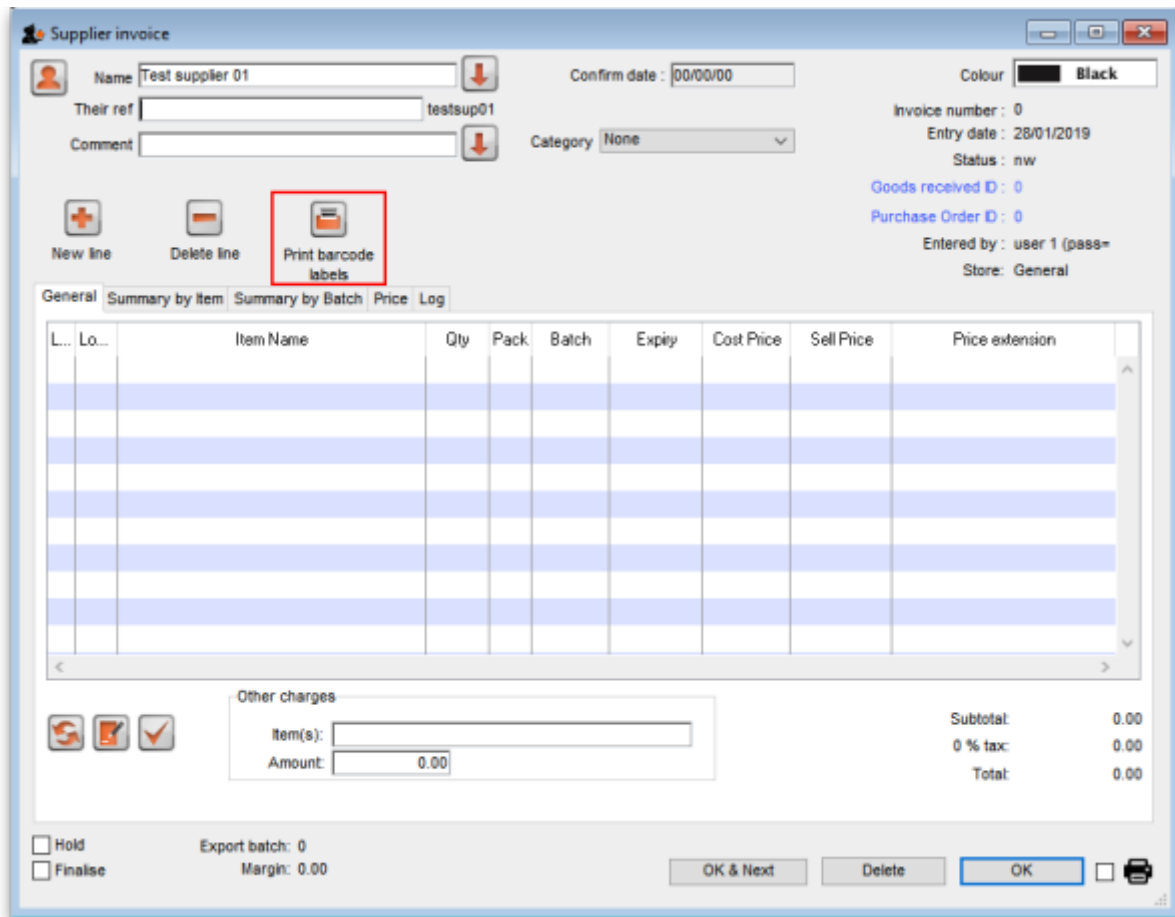 Supplier invoice
Name Test supplier 01 Confirm date : 00/00/00 Colour Black
Their ref testsup01 Invoice number : 0
Comment Category None Entry date : 28/01/2019
Status : nw
Goods received ID : 0
Purchase Order ID : 0
Entered by : user 1 (pass=
Store: General
New line Delete line Print barcode
labels
General Summary by Item Summary by Batch Price Log
L... Lo... Item Name Qty Pack Batch Expiry Cost Price Sell Price Price extension
Other charges
Item(s):
Amount: 0.00
Subtotal: 0.00
0 % tax: 0.00
Total: 0.00
Hold Export batch: 0
Finalise Margin: 0.00
OK & Next Delete OK